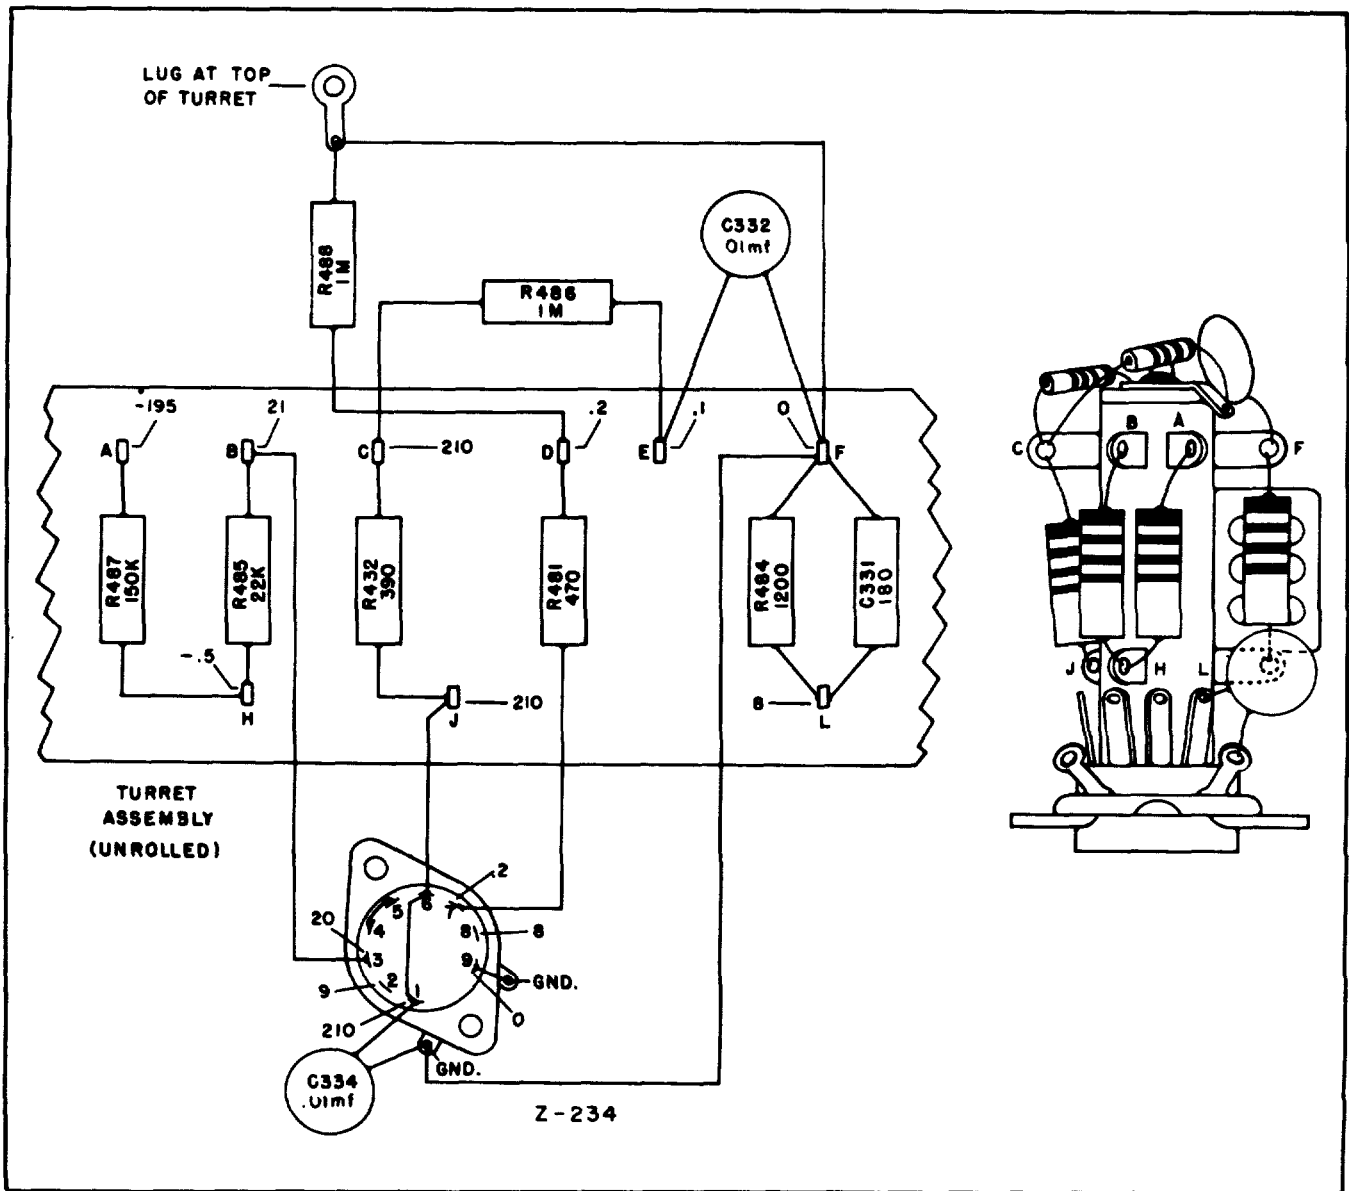 LUG AT TOP
OF TURRET
R488
1M
R486
1M
C332
.01mf
-195
21
210
.2
.1
0
A
B
C
D
E
F
R487
150K
R485
22K
R432
390
R481
470
R484
1200
C331
180
-.5
H
J
210
8
L
TURRET
ASSEMBLY
(UNROLLED)
.2
5
6
7
20
4
8
8
3
9
9
2
1
GND.
210
0
GND.
C334
.01mf
Z-234
C
B
A
F
J
H
L